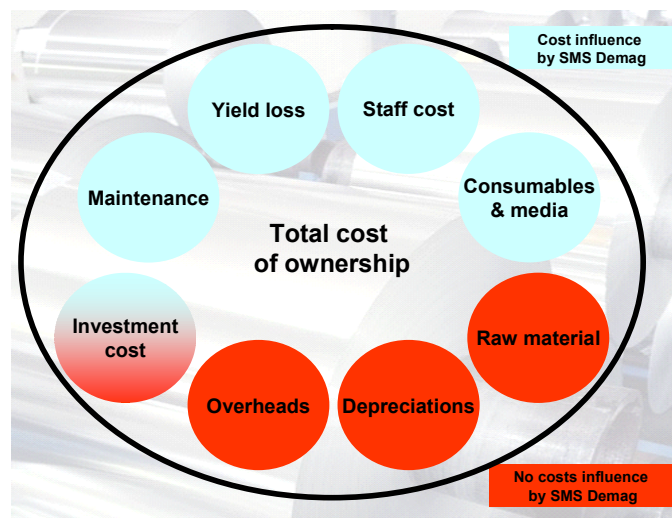 Cost influence
by SMS Demag
Yield loss
Staff cost
Maintenance
Consumables
& media
Total cost
of ownership
Investment
cost
Raw material
Overheads
Depreciations
No costs influence
by SMS Demag